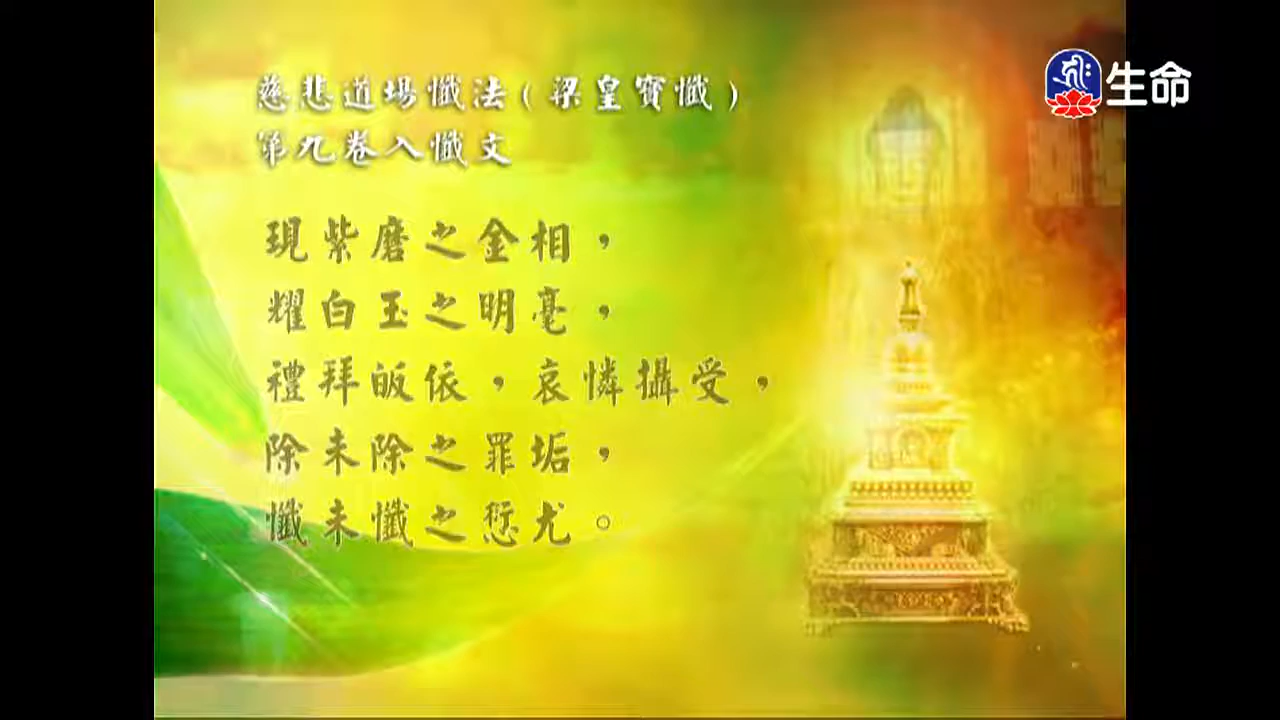 慈悲道場懺法（梁皇寶懺）
第九卷入懺文
生命
現紫磨之金相，
耀白玉之明毫，
禮拜皈依，哀憐攝受，
除未除之罪垢，
懺未懺之愆尤。